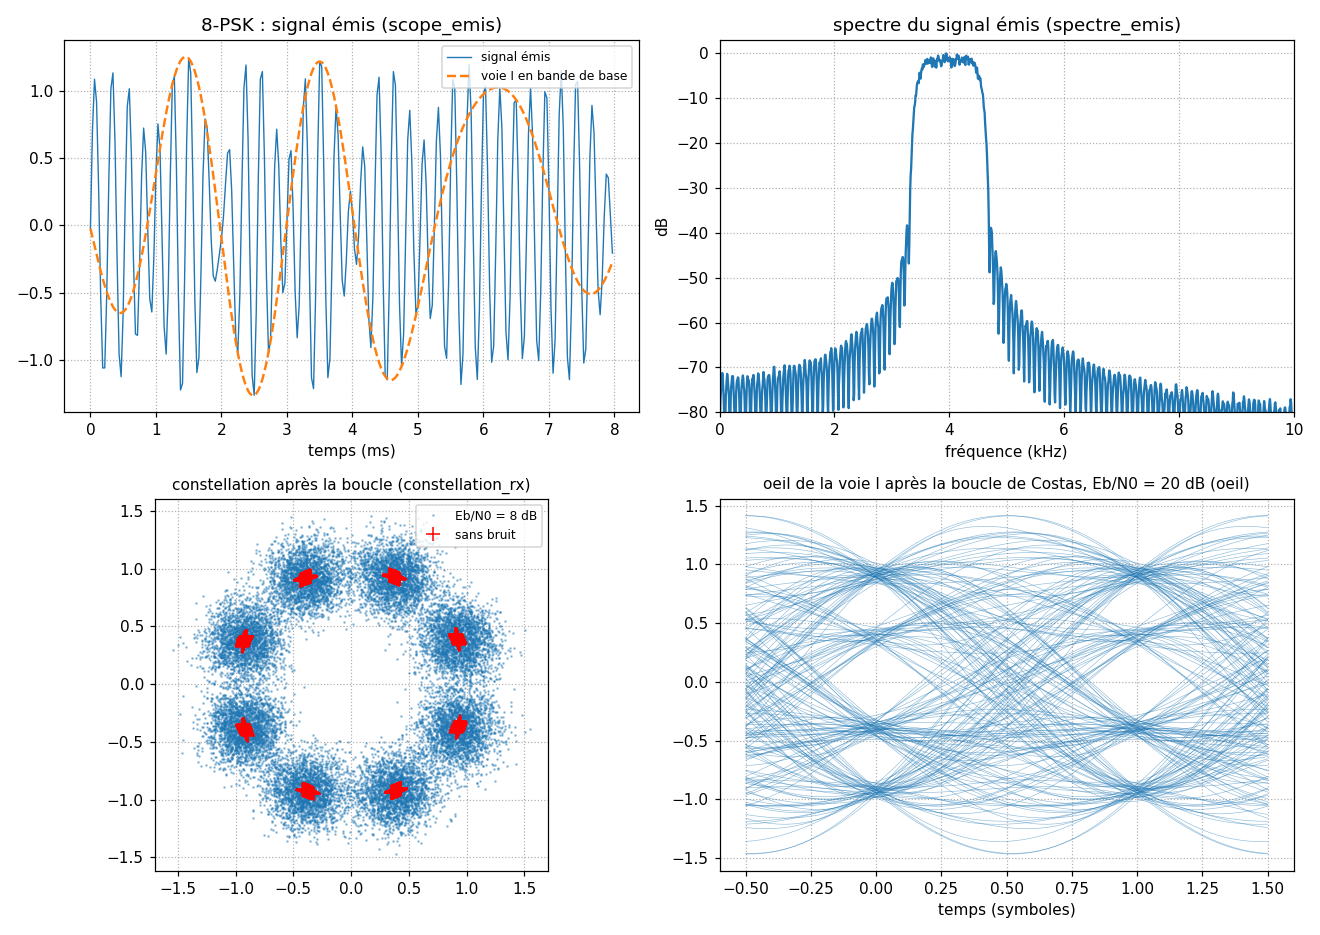 8-PSK : signal émis (scope_emis)
signal émis
voie I en bande de base
1.0
0.5
0.0
−0.5
−1.0
0 1 2 3 4 5 6 7 8
temps (ms)
spectre du signal émis (spectre_emis)
dB
0
−10
−20
−30
−40
−50
−60
−70
−80
0 2 4 6 8 10
fréquence (kHz)
constellation après la boucle (constellation_rx)
Eb/N0 = 8 dB
sans bruit
1.5
1.0
0.5
0.0
−0.5
−1.0
−1.5
−1.5 −1.0 −0.5 0.0 0.5 1.0 1.5
oeil de la voie I après la boucle de Costas, Eb/N0 = 20 dB (oeil)
1.5
1.0
0.5
0.0
−0.5
−1.0
−1.5
−0.50 −0.25 0.00 0.25 0.50 0.75 1.00 1.25 1.50
temps (symboles)